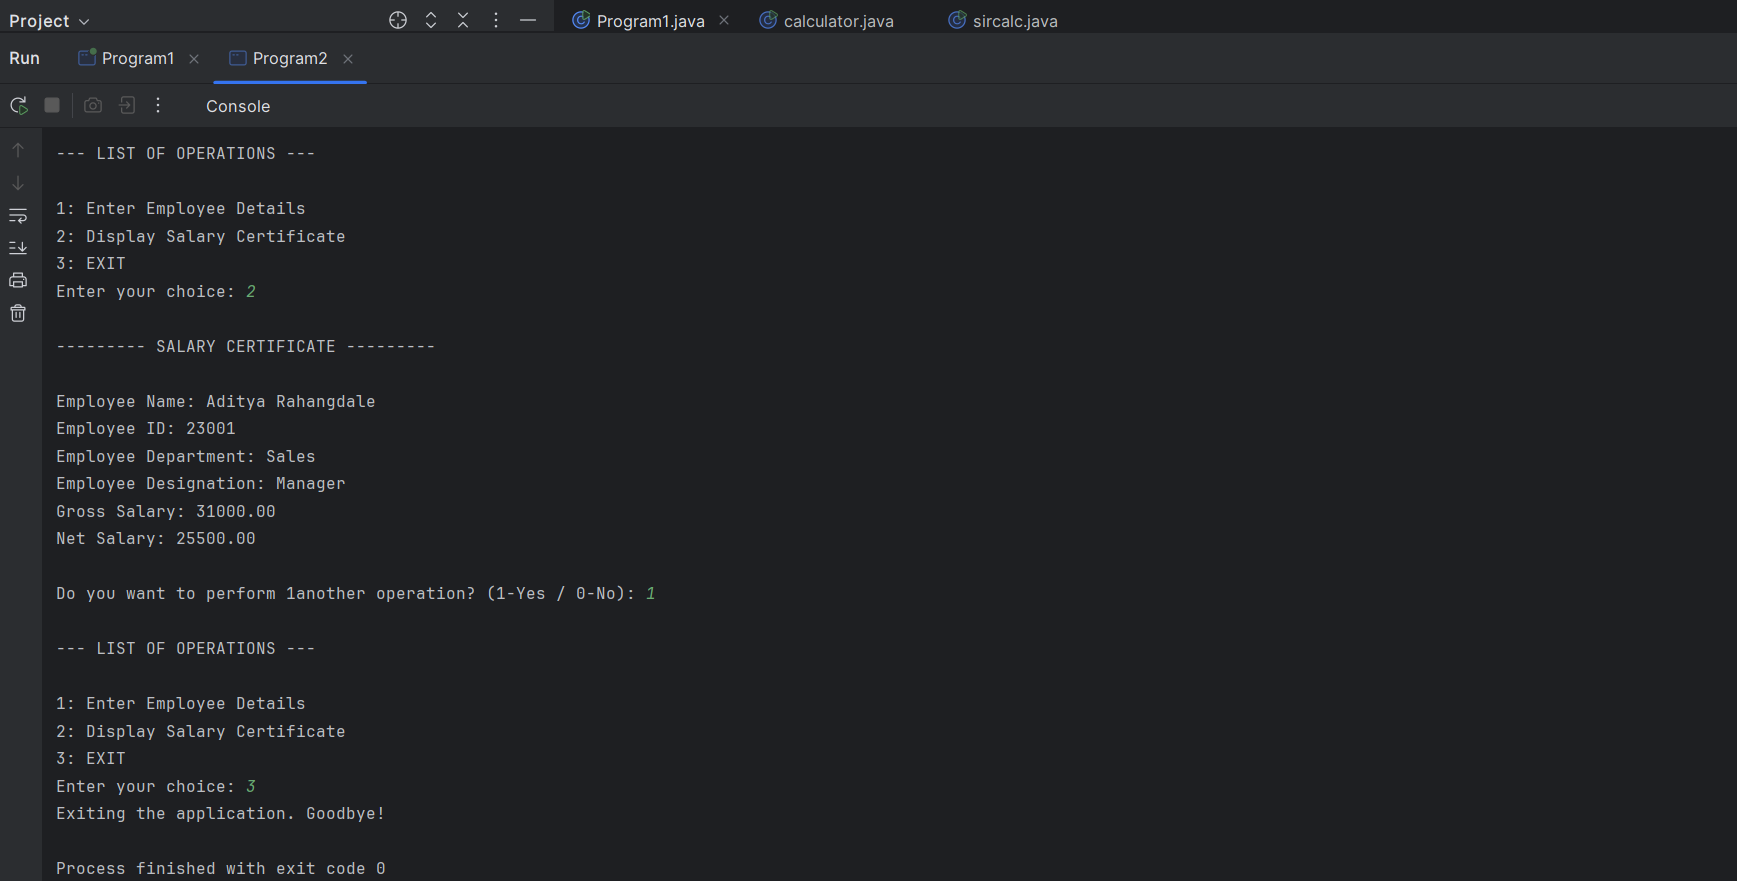 Project
Program1.java
calculator.java
sircalc.java
Run
Program1
Program2
Console
--- LIST OF OPERATIONS ---
1: Enter Employee Details
2: Display Salary Certificate
3: EXIT
Enter your choice: 2
--------- SALARY CERTIFICATE ---------
Employee Name: Aditya Rahangdale
Employee ID: 23001
Employee Department: Sales
Employee Designation: Manager
Gross Salary: 31000.00
Net Salary: 25500.00
Do you want to perform 1another operation? (1-Yes / 0-No): 1
--- LIST OF OPERATIONS ---
1: Enter Employee Details
2: Display Salary Certificate
3: EXIT
Enter your choice: 3
Exiting the application. Goodbye!
Process finished with exit code 0